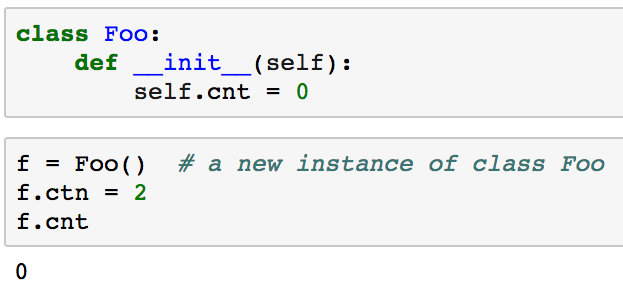 class Foo:
    def __init__(self):
        self.cnt = 0
f = Foo()  # a new instance of class Foo
f.ctn = 2
f.cnt
0